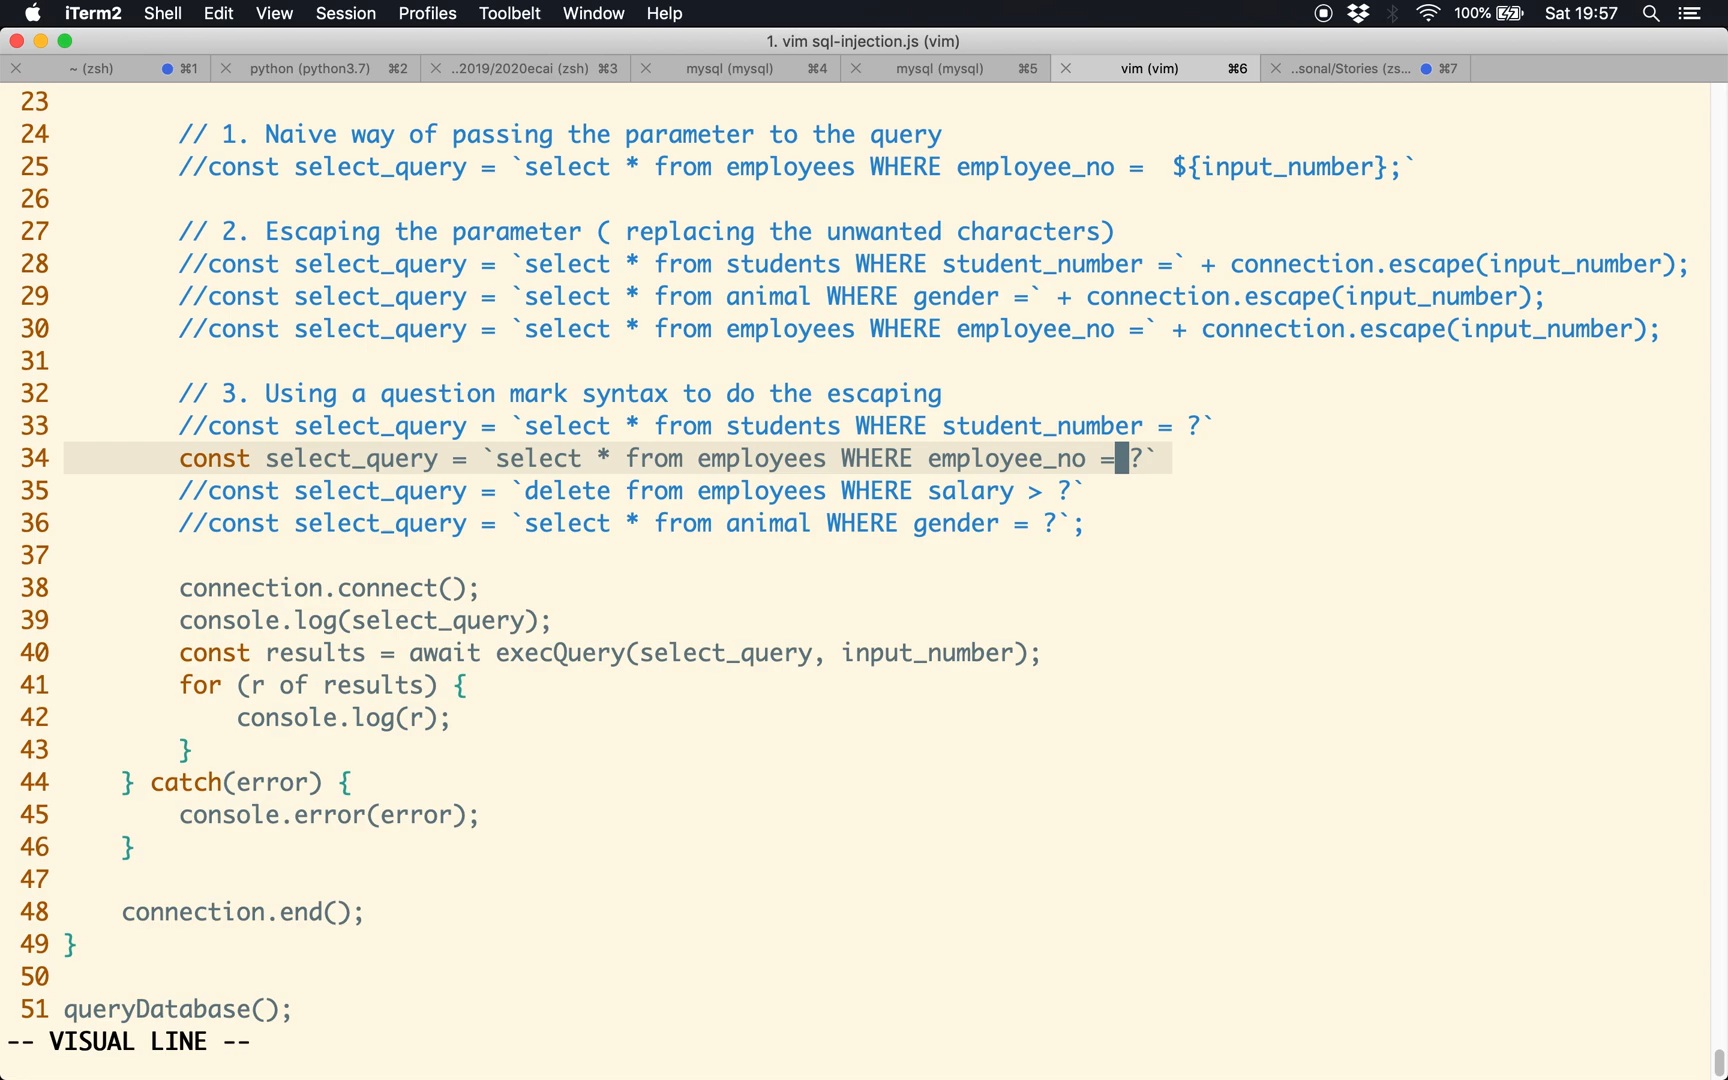 iTerm2 Shell Edit View Session Profiles Toolbelt Window Help 100% Sat 19:57
1. vim sql-injection.js (vim)
~ (zsh) ⌘1 python (python3.7) ⌘2 ..2019/2020ecai (zsh) ⌘3 mysql (mysql) ⌘4 mysql (mysql) ⌘5 vim (vim) ⌘6 ..sonal/Stories (zs... ⌘7
23
24         // 1. Naive way of passing the parameter to the query
25         //const select_query = `select * from employees WHERE employee_no =  ${input_number};`
26
27         // 2. Escaping the parameter ( replacing the unwanted characters)
28         //const select_query = `select * from students WHERE student_number =` + connection.escape(input_number);
29         //const select_query = `select * from animal WHERE gender =` + connection.escape(input_number);
30         //const select_query = `select * from employees WHERE employee_no =` + connection.escape(input_number);
31
32         // 3. Using a question mark syntax to do the escaping
33         //const select_query = `select * from students WHERE student_number = ?`
34         const select_query = `select * from employees WHERE employee_no = ?`
35         //const select_query = `delete from employees WHERE salary > ?`
36         //const select_query = `select * from animal WHERE gender = ?`;
37
38         connection.connect();
39         console.log(select_query);
40         const results = await execQuery(select_query, input_number);
41         for (r of results) {
42             console.log(r);
43         }
44     } catch(error) {
45         console.error(error);
46     }
47
48     connection.end();
49 }
50
51 queryDatabase();
-- VISUAL LINE --